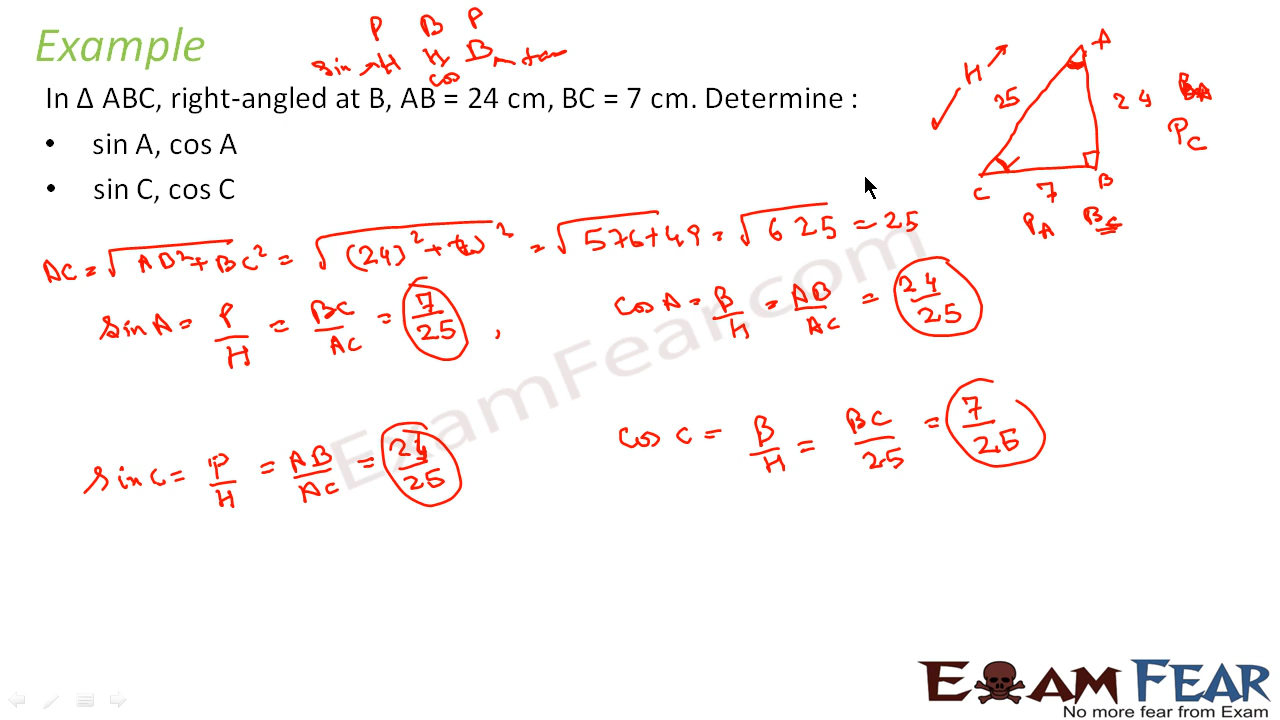 Example
P B P
sin → H H B → tan
cos
In Δ ABC, right-angled at B, AB = 24 cm, BC = 7 cm. Determine :
• sin A, cos A
• sin C, cos C
A
H
25
24
P_C
C 7 B
P_A B_C
AC = √AB² + BC² = √(24)² + (7)² = √576 + 49 = √625 = 25
sin A = P/H = BC/AC = 7/25 ,
cos A = B/H = AB/AC = 24/25
sin C = P/H = AB/AC = 24/25
cos C = B/H = BC/25 = 7/25
ExamFear.com
EXAM FEAR
No more fear from Exam